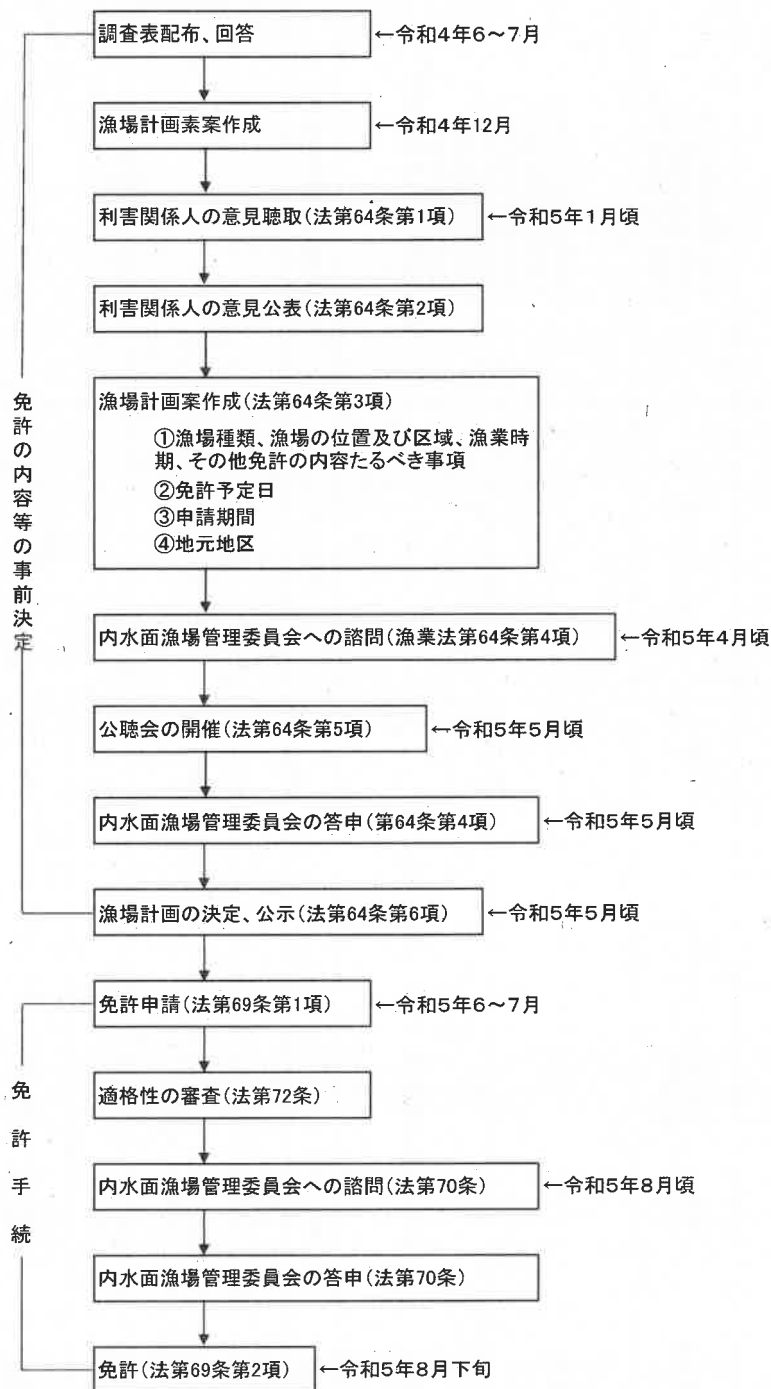 調査表配布、回答 ←令和4年6～7月
漁場計画素案作成 ←令和4年12月
利害関係人の意見聴取(法第64条第1項) ←令和5年1月頃
利害関係人の意見公表(法第64条第2項)
漁場計画案作成(法第64条第3項)
①漁場種類、漁場の位置及び区域、漁業時
期、その他免許の内容たるべき事項
②免許予定日
③申請期間
④地元地区
内水面漁場管理委員会への諮問(漁業法第64条第4項) ←令和5年4月頃
公聴会の開催(法第64条第5項) ←令和5年5月頃
内水面漁場管理委員会の答申(第64条第4項) ←令和5年5月頃
漁場計画の決定、公示(法第64条第6項) ←令和5年5月頃
免許の内容等の事前決定
免許申請(法第69条第1項) ←令和5年6～7月
適格性の審査(法第72条)
内水面漁場管理委員会への諮問(法第70条) ←令和5年8月頃
内水面漁場管理委員会の答申(法第70条)
免許(法第69条第2項) ←令和5年8月下旬
免許手続